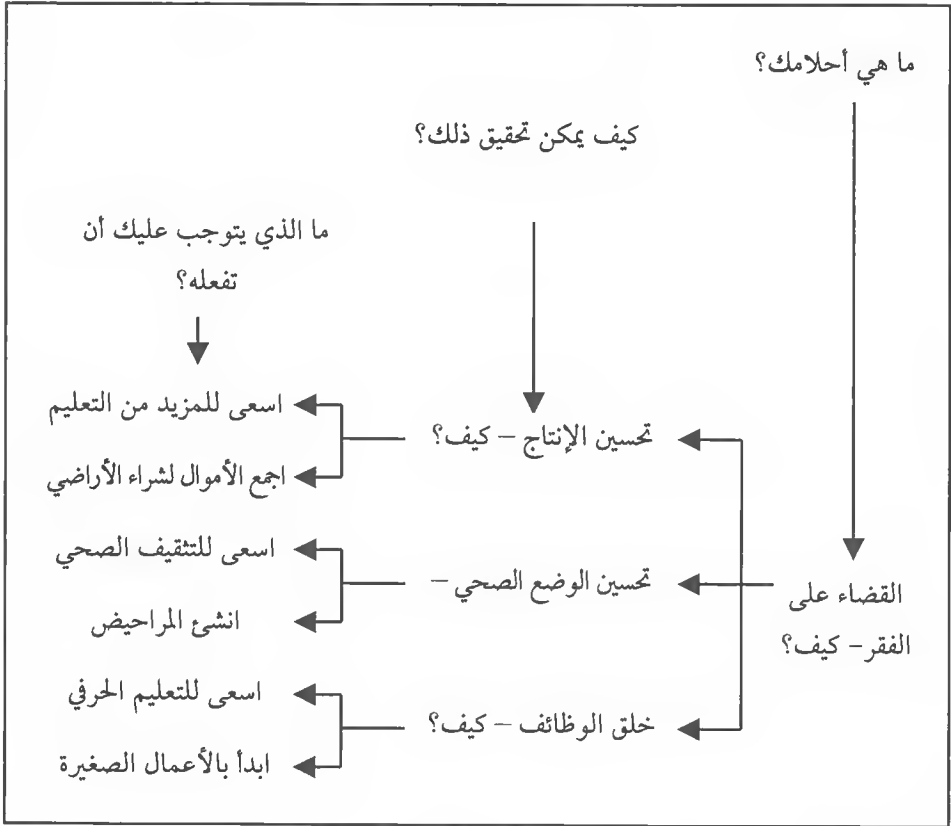 ما هي أحلامك؟
كيف يمكن تحقيق ذلك؟
ما الذي يتوجب عليك أن
تفعله؟
اسعى للمزيد من التعليم
تحسين الإنتاج – كيف؟
اجمع الأموال لشراء الأراضي
اسعى للتثقيف الصحي
تحسين الوضع الصحي –
القضاء على
الفقر – كيف؟
انشئ المراحيض
اسعى للتعليم الحرفي
خلق الوظائف – كيف؟
ابدأ بالأعمال الصغيرة